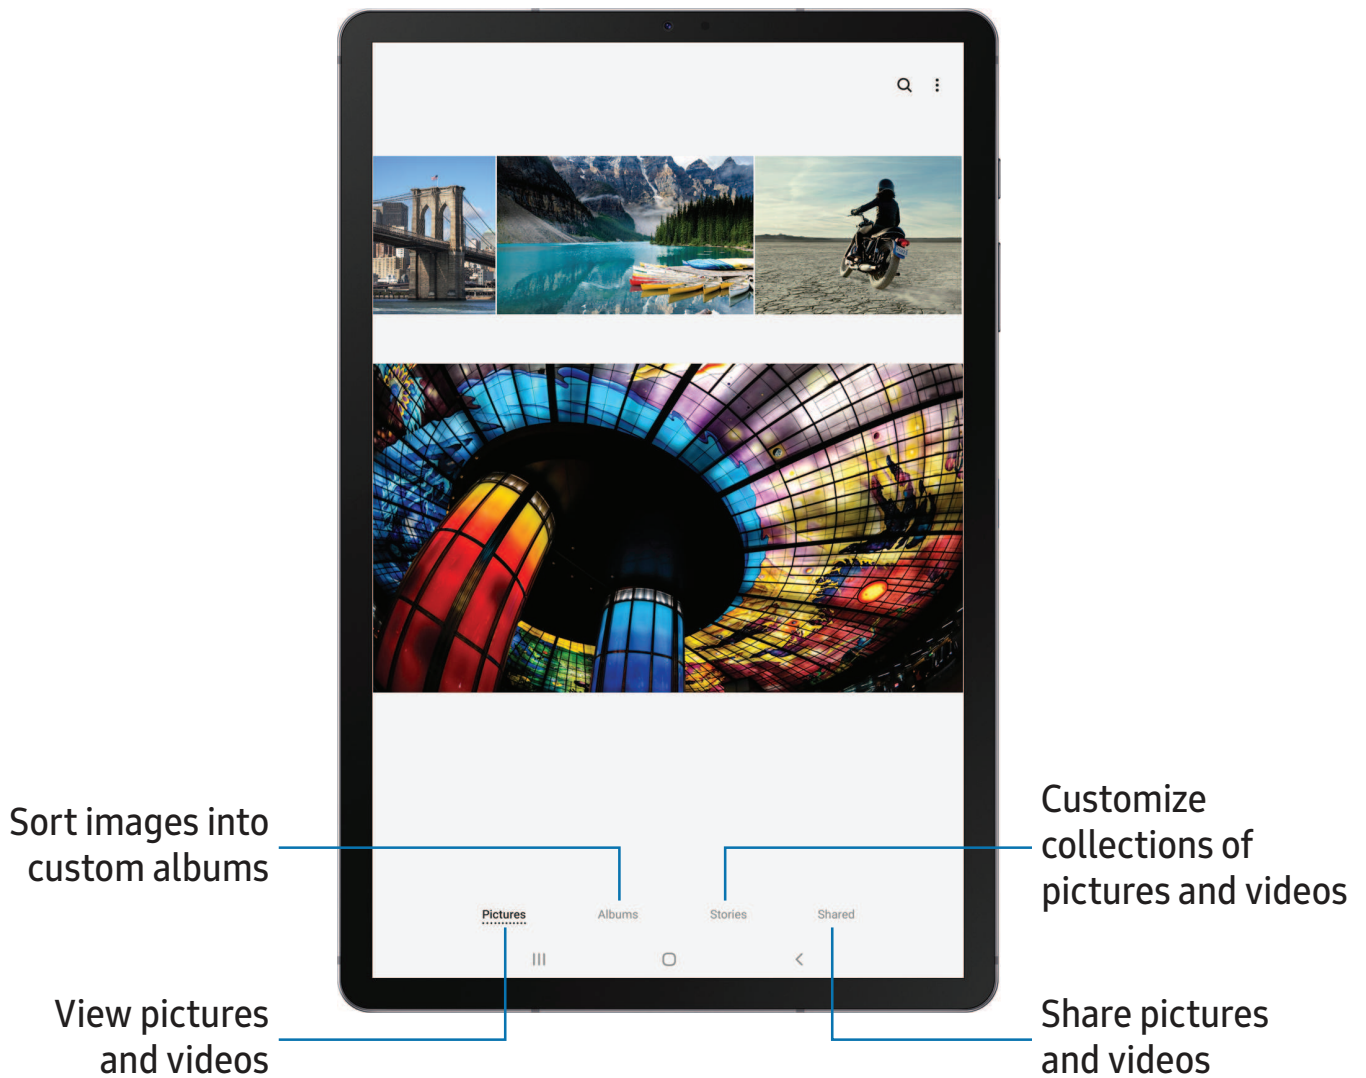 Sort images into
custom albums
Customize
collections of
pictures and videos
Pictures
Albums
Stories
Shared
View pictures
and videos
Share pictures
and videos